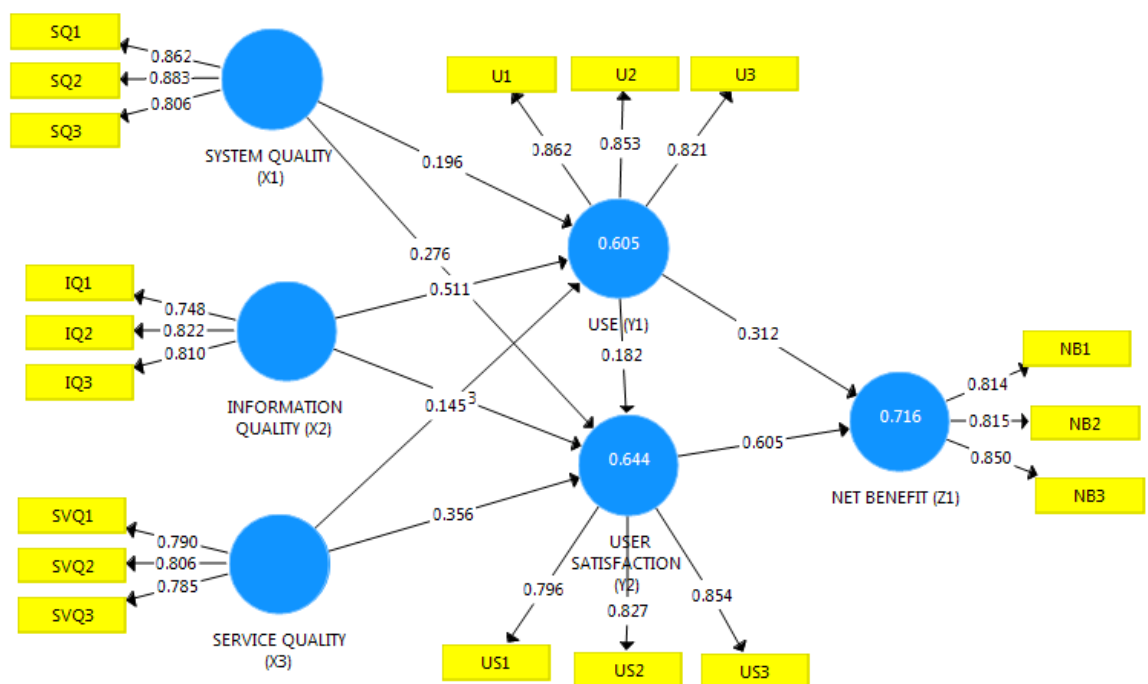 SQ1
0.862
SQ2
0.883
SQ3
0.806
SYSTEM QUALITY
(X1)
U1
U2
U3
0.862
0.853
0.821
0.196
0.605
0.276
IQ1
0.748
IQ2
0.822
IQ3
0.810
INFORMATION
QUALITY (X2)
0.511
USE (Y1)
0.182
0.312
0.145
NB1
0.814
0.716
0.815
NB2
0.850
NB3
NET BENEFIT (Z1)
0.644
0.605
SVQ1
0.790
SVQ2
0.806
SVQ3
0.785
SERVICE QUALITY
(X3)
0.356
USER
SATISFACTION
(Y2)
0.796
0.827
0.854
US1
US2
US3